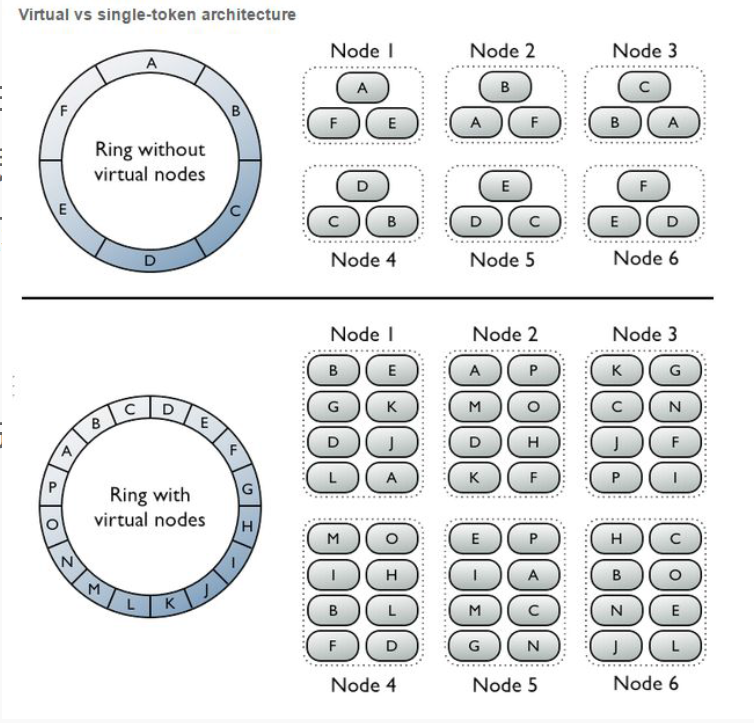 Virtual vs single-token architecture
A
B
C
D
E
F
Ring without
virtual nodes
Node 1
A
F E
Node 2
B
A F
Node 3
C
B A
D
C B
Node 4
E
D C
Node 5
F
E D
Node 6
A
B
C
D
E
F
G
H
I
J
K
L
M
N
O
P
Ring with
virtual nodes
Node 1
B E
G K
D J
L A
Node 2
A P
M O
D H
K F
Node 3
K G
C N
J F
P I
M O
I H
B L
F D
Node 4
E P
I A
M C
G N
Node 5
H C
B O
N E
J L
Node 6